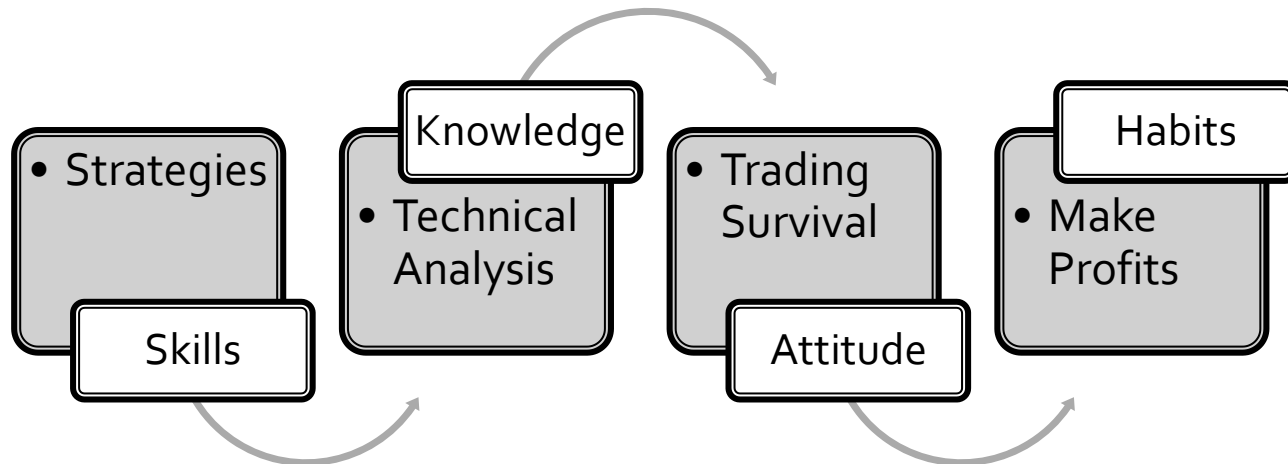 • Strategies
Skills
Knowledge
• Technical
Analysis
• Trading
Survival
Attitude
Habits
• Make
Profits